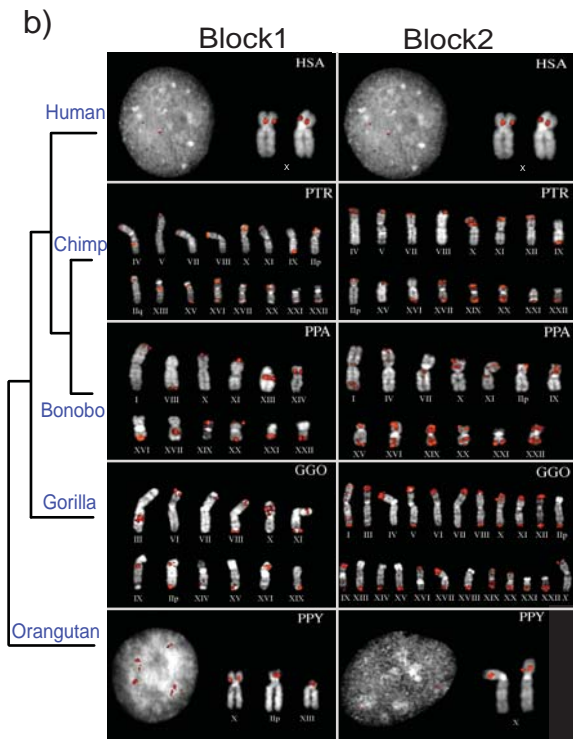 b)
Block1 Block2
HSA HSA
Human
x x
PTR PTR
Chimp
IV V VII VIII X XI IX IIp IV V VII VIII X XI XII IX
IIq XIII XV XVI XVII XX XXI XXII IIp XV XVI XVII XIX XX XXI XXII
PPA PPA
I VIII X XI XIII XIV I IV VII X XI IIp IX
Bonobo
XVI XVII XIX XX XXI XXII XV XVI XIX XX XXI XXII
GGO GGO
Gorilla
III VI VII VIII X XI I III IV V VI VII VIII X XI XII IIp
IX IIp XIV XV XVI XIX IX XIII XIV XV XVI XVII XVIII XIX XX XXI XXII X
PPY PPY
Orangutan
X IIp XIII X